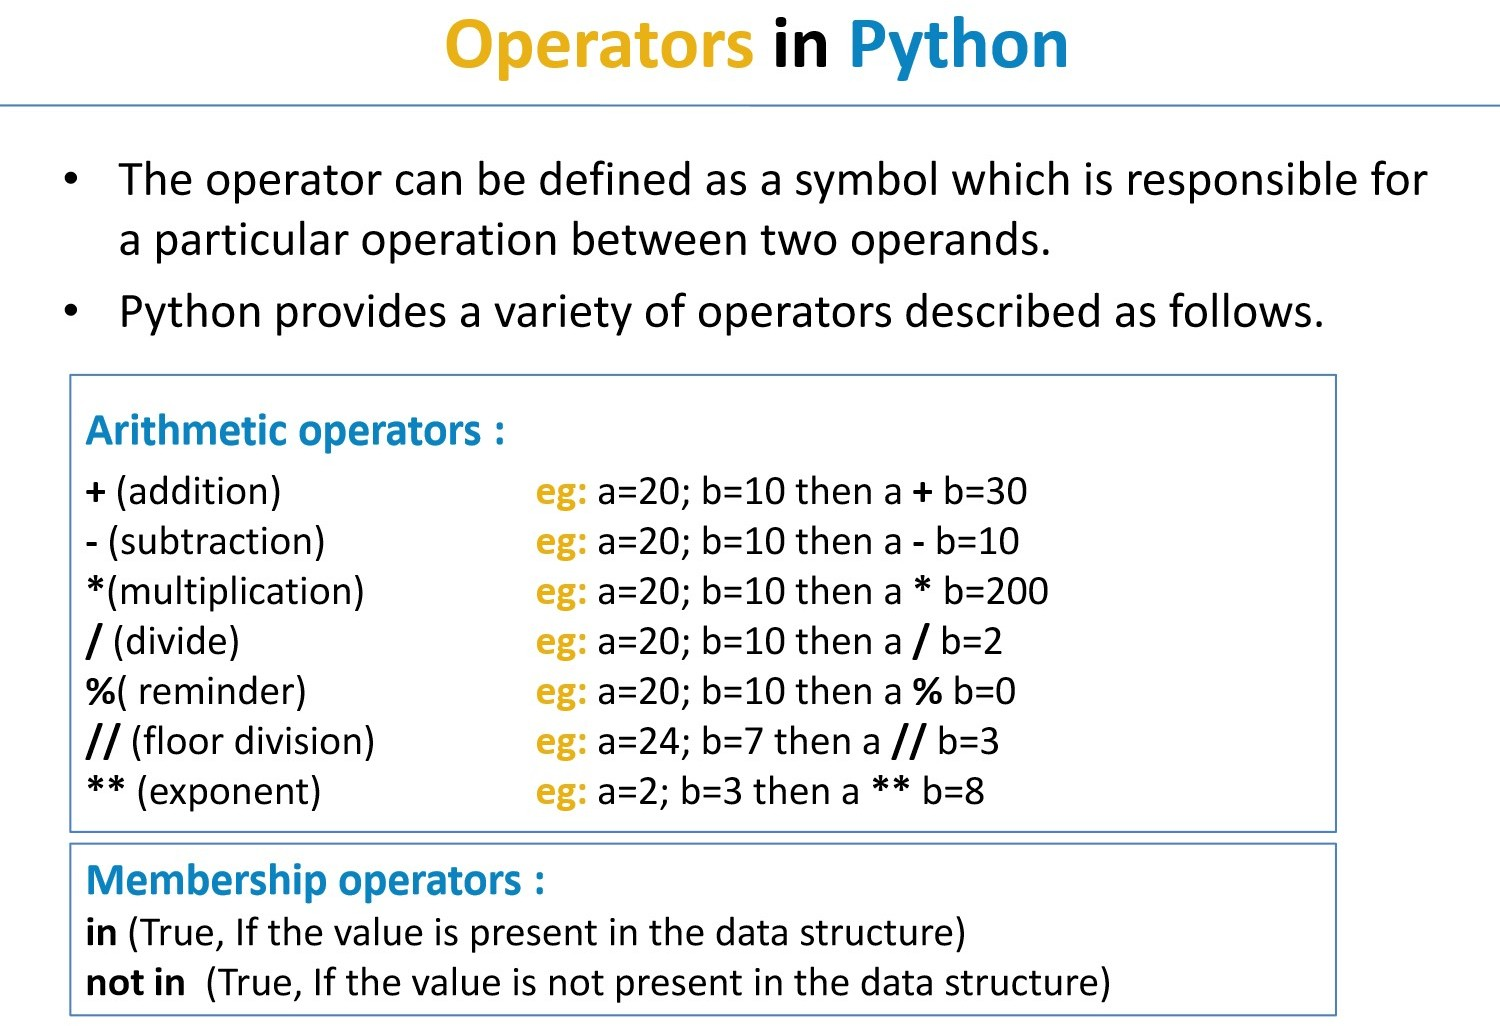 Operators in Python
• The operator can be defined as a symbol which is responsible for
a particular operation between two operands.
• Python provides a variety of operators described as follows.
Arithmetic operators :
+ (addition) eg: a=20; b=10 then a + b=30
- (subtraction) eg: a=20; b=10 then a - b=10
*(multiplication) eg: a=20; b=10 then a * b=200
/ (divide) eg: a=20; b=10 then a / b=2
%( reminder) eg: a=20; b=10 then a % b=0
// (floor division) eg: a=24; b=7 then a // b=3
** (exponent) eg: a=2; b=3 then a ** b=8
Membership operators :
in (True, If the value is present in the data structure)
not in (True, If the value is not present in the data structure)